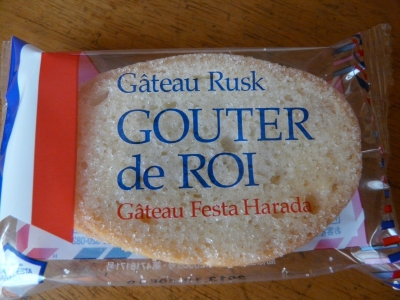 Gâteau Rusk
GOUTER
de ROI
Gâteau Festa Harada